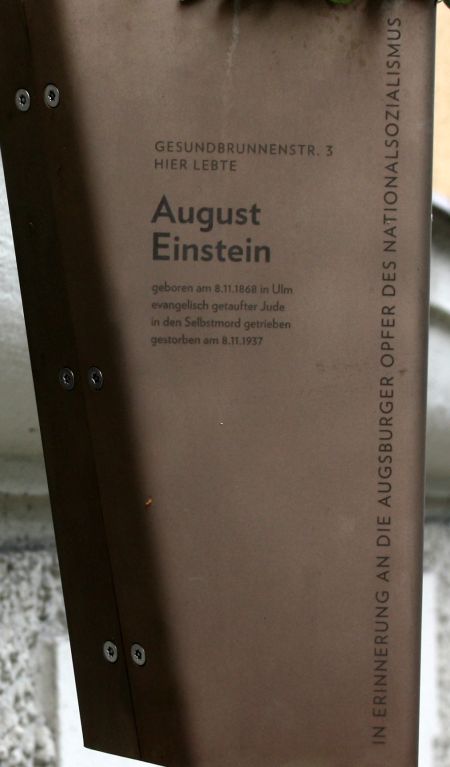 GESUNDBRUNNENSTR. 3
HIER LEBTE
August
Einstein
geboren am 8.11.1868 in Ulm
evangelisch getaufter Jude
in den Selbstmord getrieben
gestorben am 8.11.1937
IN ERINNERUNG AN DIE AUGSBURGER OPFER DES NATIONALSOZIALISMUS